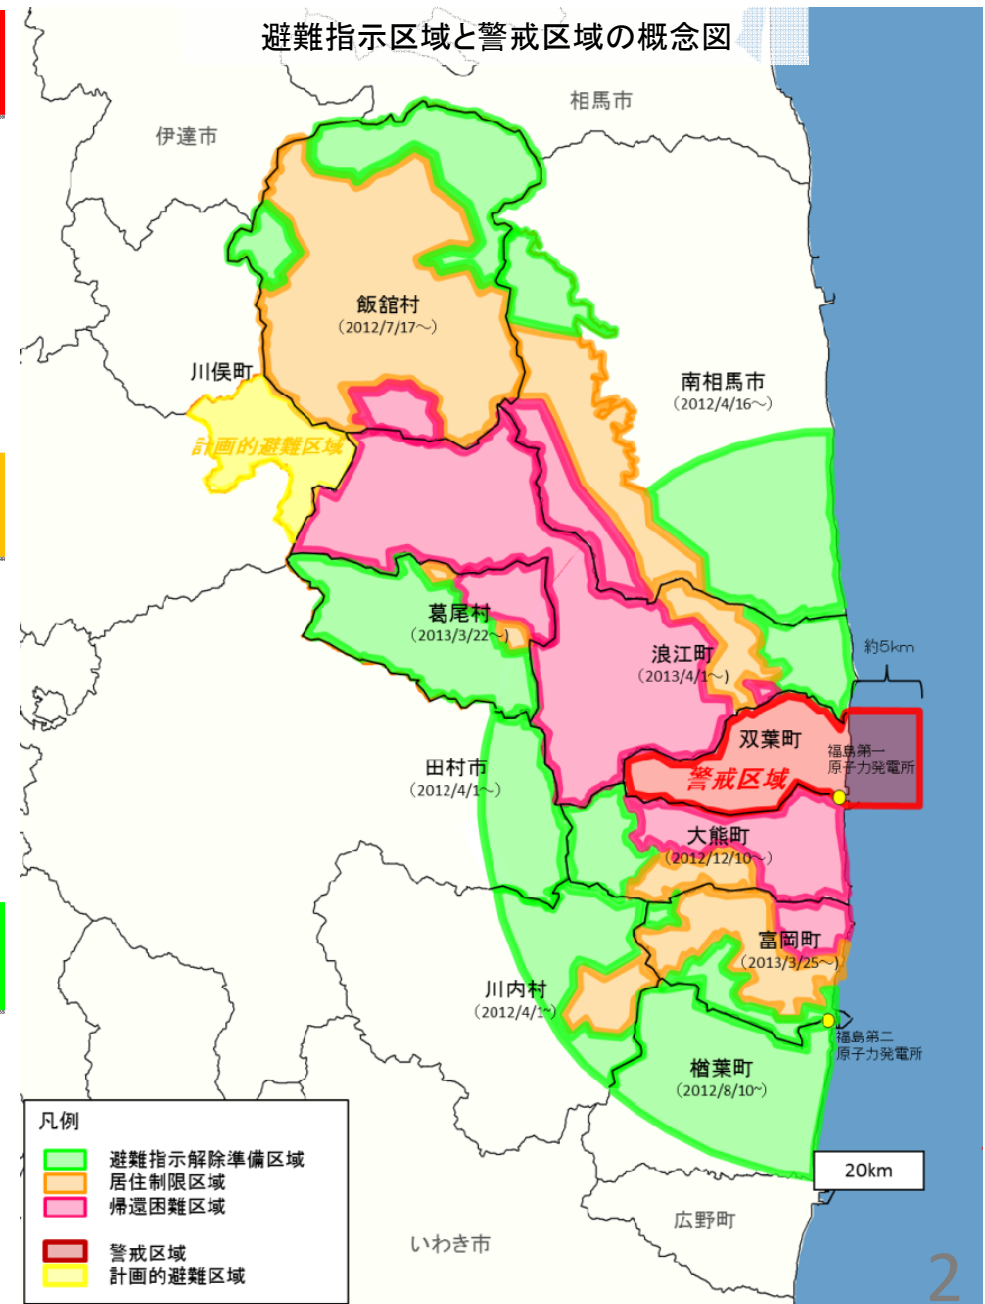 避難指示区域と警戒区域の概念図
相馬市
伊達市
飯舘村
（2012/7/17～）
川俣町
南相馬市
（2012/4/16～）
計画的避難区域
葛尾村
（2013/3/22～）
浪江町
（2013/4/1～）
約5km
双葉町
福島第一
原子力発電所
警戒区域
田村市
（2012/4/1～）
大熊町
（2012/12/10～）
富岡町
（2013/3/25～）
川内村
（2012/4/1~）
福島第二
原子力発電所
楢葉町
（2012/8/10~）
凡例
避難指示解除準備区域
居住制限区域
帰還困難区域
警戒区域
計画的避難区域
20km
広野町
いわき市
2